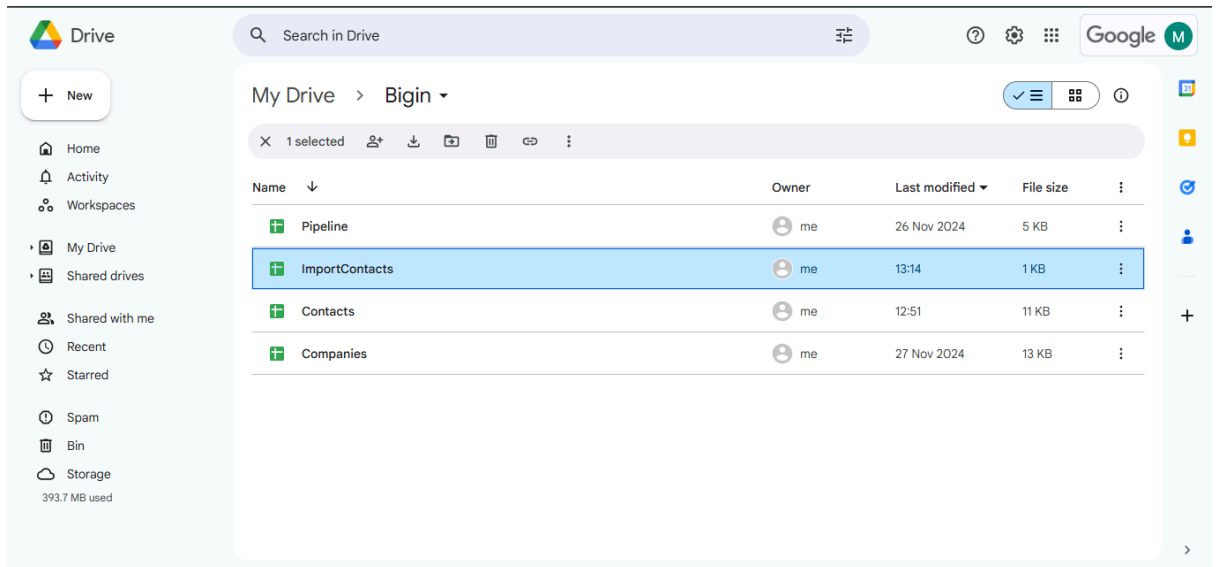 Drive
Search in Drive
Google M
New
My Drive > Bigin
31
Home
1 selected
Activity
Name Owner Last modified File size
Workspaces
Pipeline me 26 Nov 2024 5 KB
My Drive
ImportContacts me 13:14 1 KB
Shared drives
Contacts me 12:51 11 KB
Shared with me
Recent
Companies me 27 Nov 2024 13 KB
Starred
Spam
Bin
Storage
393.7 MB used